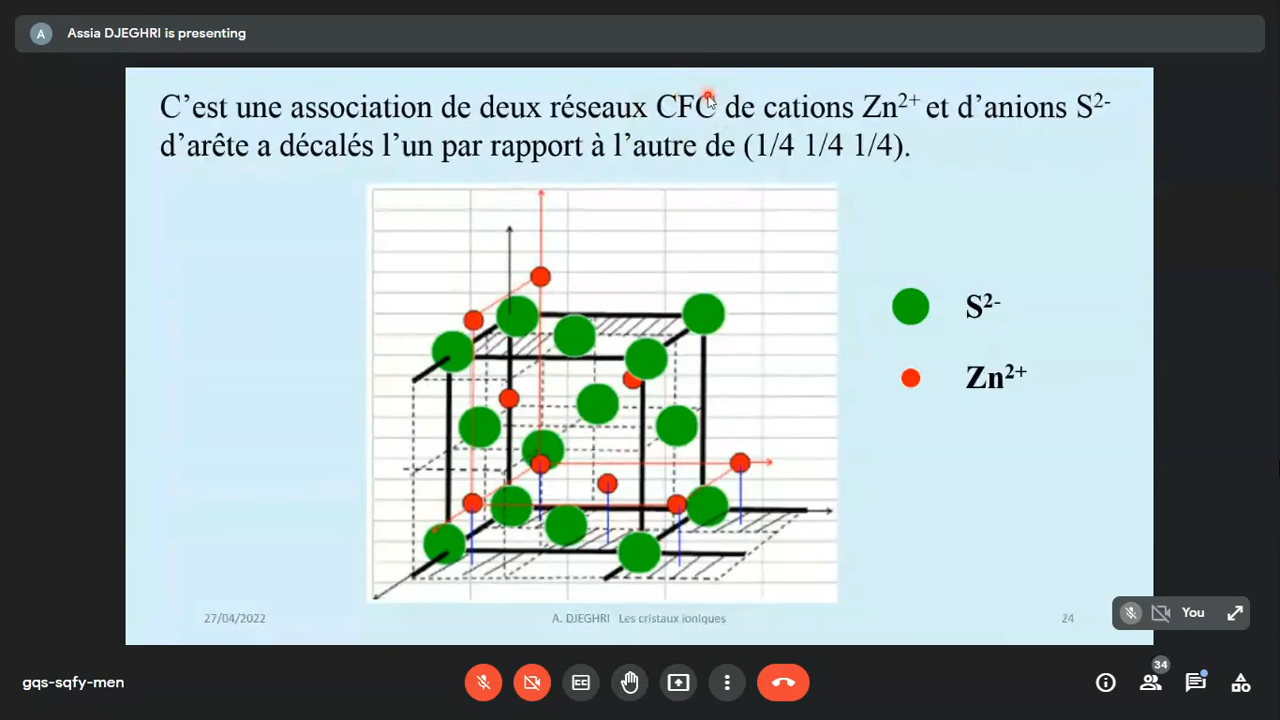 A
Assia DJEGHRI is presenting
C’est une association de deux réseaux CFC de cations Zn²⁺ et d’anions S²⁻
d’arête a décalés l’un par rapport à l’autre de (1/4 1/4 1/4).
S²⁻
Zn²⁺
27/04/2022
A. DJEGHRI Les cristaux ioniques
24
You
gqs-sqfy-men
CC
34